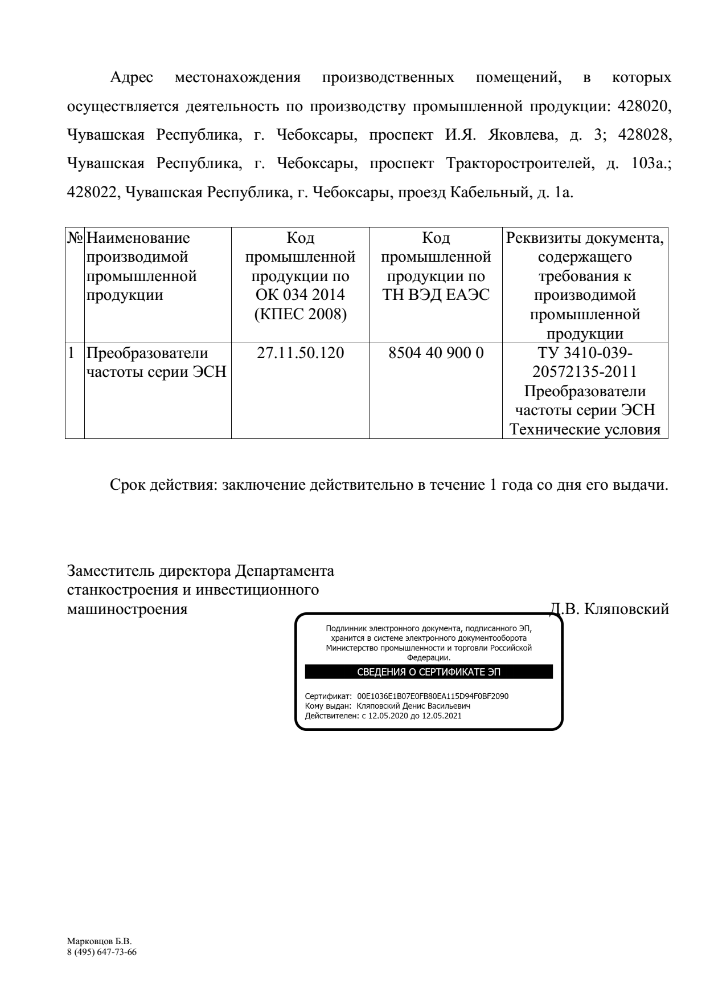 Адрес местонахождения производственных помещений, в которых
осуществляется деятельность по производству промышленной продукции: 428020,
Чувашская Республика, г. Чебоксары, проспект И.Я. Яковлева, д. 3; 428028,
Чувашская Республика, г. Чебоксары, проспект Тракторостроителей, д. 103а.;
428022, Чувашская Республика, г. Чебоксары, проезд Кабельный, д. 1а.
№
Наименование
производимой
промышленной
продукции
Код
промышленной
продукции по
ОК 034 2014
(КПЕС 2008)
Код
промышленной
продукции по
ТН ВЭД ЕАЭС
Реквизиты документа,
содержащего
требования к
производимой
промышленной
продукции
1
Преобразователи
частоты серии ЭСН
27.11.50.120
8504 40 900 0
ТУ 3410-039-
20572135-2011
Преобразователи
частоты серии ЭСН
Технические условия
Срок действия: заключение действительно в течение 1 года со дня его выдачи.
Заместитель директора Департамента
станкостроения и инвестиционного
машиностроения Д.В. Кляповский
Подлинник электронного документа, подписанного ЭП,
хранится в системе электронного документооборота
Министерство промышленности и торговли Российской
Федерации.
СВЕДЕНИЯ О СЕРТИФИКАТЕ ЭП
Сертификат: 00E1036E1B07E0FB80EA115D94F0BF2090
Кому выдан: Кляповский Денис Васильевич
Действителен: с 12.05.2020 до 12.05.2021
Марковцов Б.В.
8 (495) 647-73-66